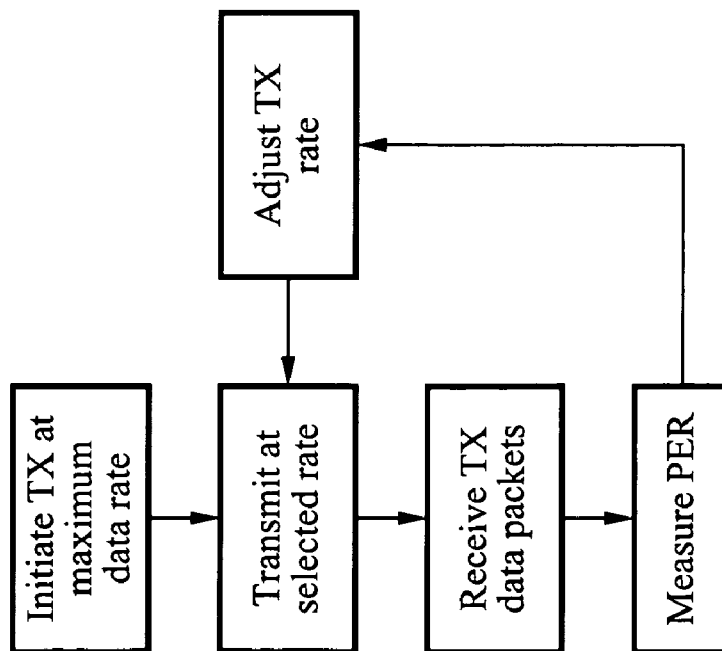 Initiate TX at
maximum
data rate
Transmit at
selected rate
Receive TX
data packets
Measure PER
Adjust TX
rate